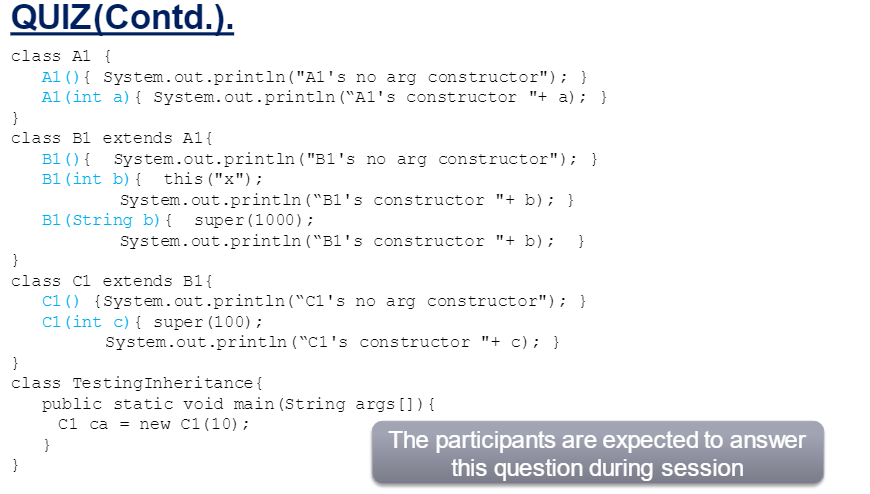 QUIZ(Contd.).
class A1 {
A1(){ System.out.println("A1's no arg constructor"); }
A1(int a){ System.out.println(“A1's constructor "+ a); }
}
class B1 extends A1{
B1(){ System.out.println("B1's no arg constructor"); }
B1(int b){ this("x");
System.out.println(“B1's constructor "+ b); }
B1(String b){ super(1000);
System.out.println(“B1's constructor "+ b); }
}
class C1 extends B1{
C1() {System.out.println(“C1's no arg constructor"); }
C1(int c){ super(100);
System.out.println(“C1's constructor "+ c); }
}
class TestingInheritance{
public static void main(String args[]){
C1 ca = new C1(10);
}
}
The participants are expected to answer
this question during session